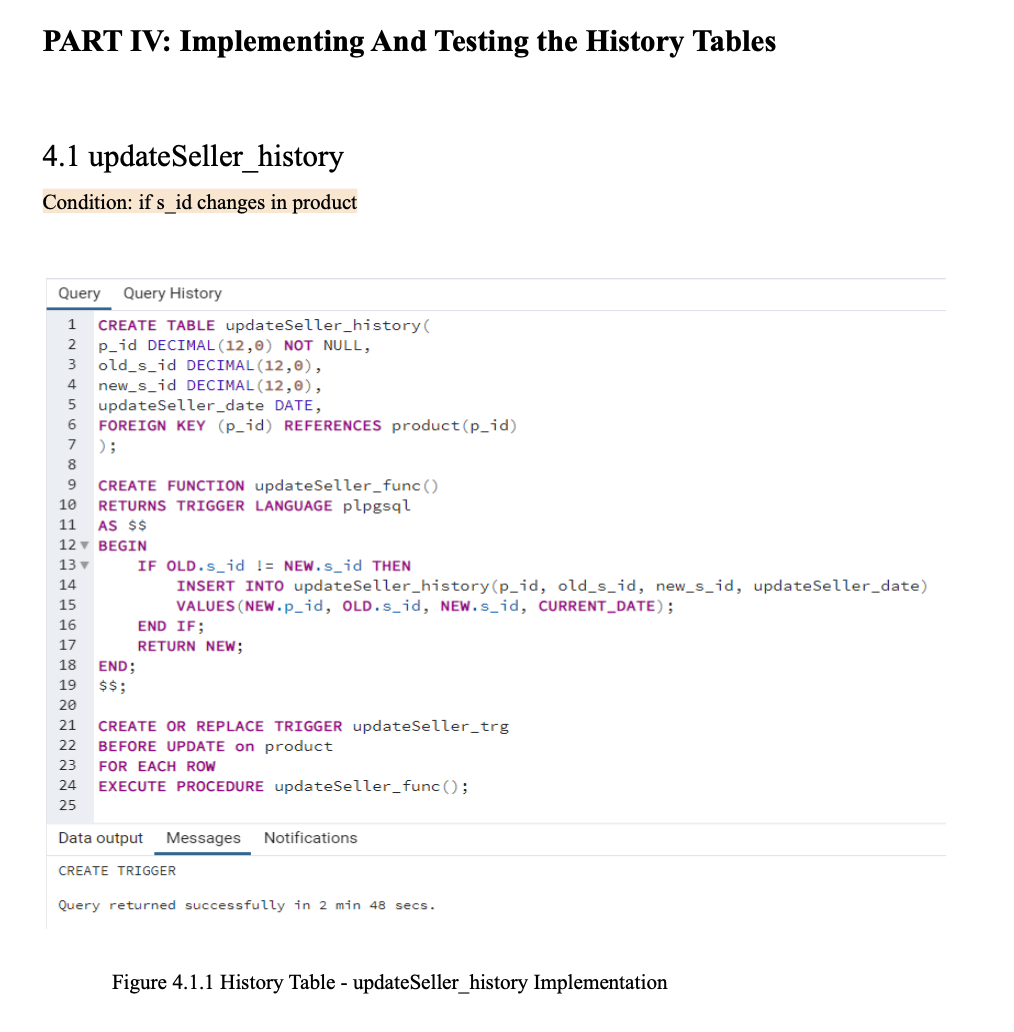 PART IV: Implementing And Testing the History Tables
4.1 updateSeller_history
Condition: if s_id changes in product
Query Query History
1 CREATE TABLE updateSeller_history(
2 p_id DECIMAL(12,0) NOT NULL,
3 old_s_id DECIMAL(12,0),
4 new_s_id DECIMAL(12,0),
5 updateSeller_date DATE,
6 FOREIGN KEY (p_id) REFERENCES product(p_id)
7 );
8
9 CREATE FUNCTION updateSeller_func()
10 RETURNS TRIGGER LANGUAGE plpgsql
11 AS $$
12 BEGIN
13 IF OLD.s_id != NEW.s_id THEN
14 INSERT INTO updateSeller_history(p_id, old_s_id, new_s_id, updateSeller_date)
15 VALUES(NEW.p_id, OLD.s_id, NEW.s_id, CURRENT_DATE);
16 END IF;
17 RETURN NEW;
18 END;
19 $$;
20
21 CREATE OR REPLACE TRIGGER updateSeller_trg
22 BEFORE UPDATE on product
23 FOR EACH ROW
24 EXECUTE PROCEDURE updateSeller_func();
25
Data output Messages Notifications
CREATE TRIGGER
Query returned successfully in 2 min 48 secs.
Figure 4.1.1 History Table - updateSeller_history Implementation